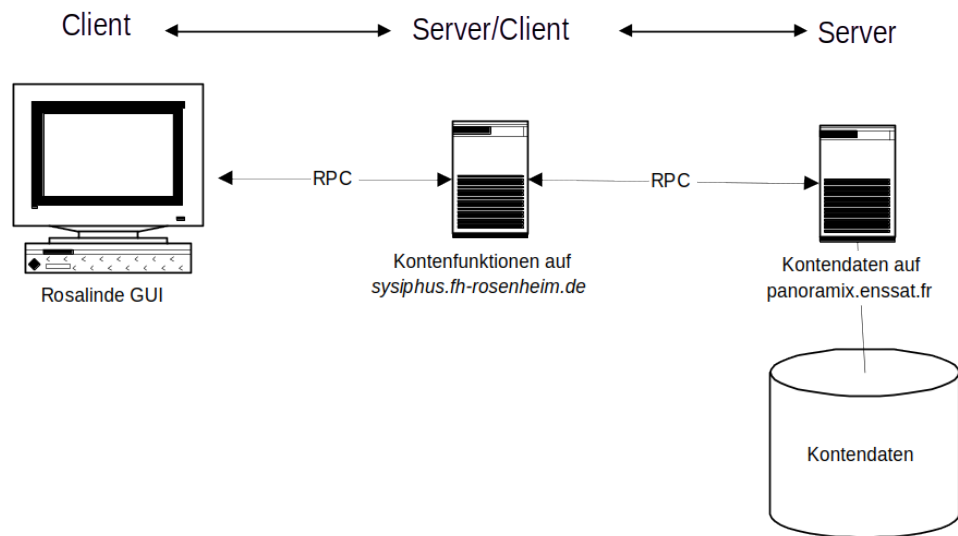 Client
Server/Client
Server
RPC
RPC
Rosalinde GUI
Kontenfunktionen auf
sysiphus.fh-rosenheim.de
Kontendaten auf
panoramix.enssat.fr
Kontendaten